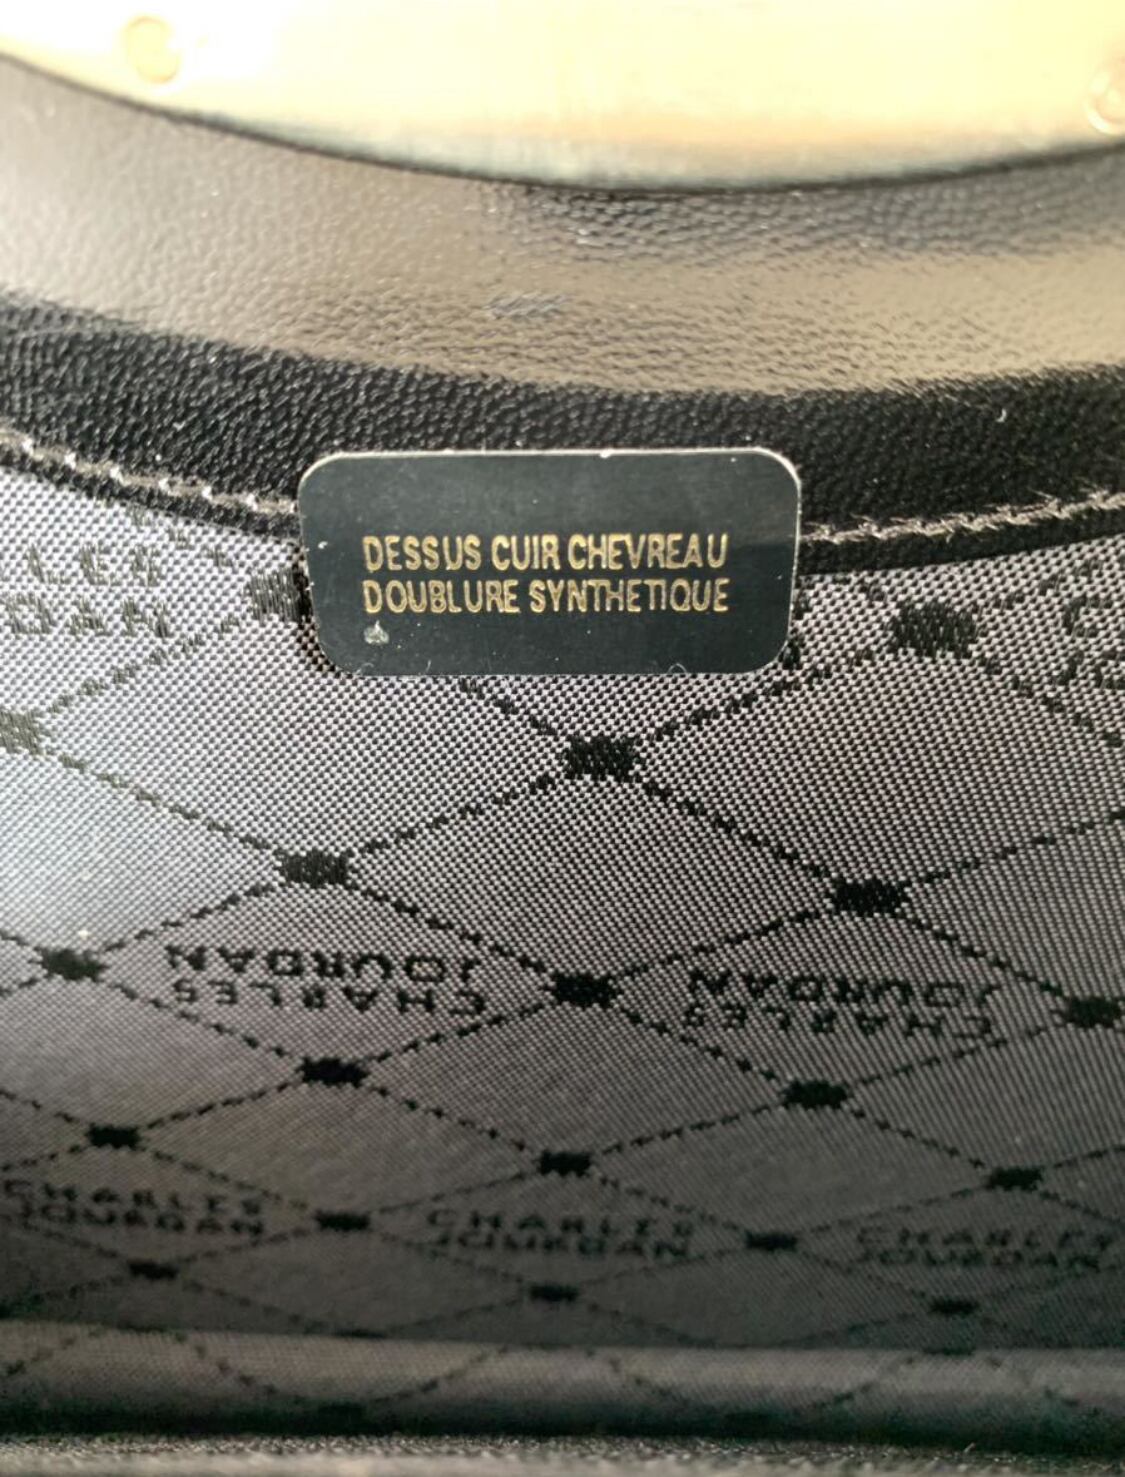 DESSUS CUIR CHEVREAU
DOUBLURE SYNTHETIQUE
CHARLES
JOURDAN
CHARLES
JOURDAN
CHARLES
JOURDAN
CHARLES
JOURDAN
CHARLES
JOURDAN